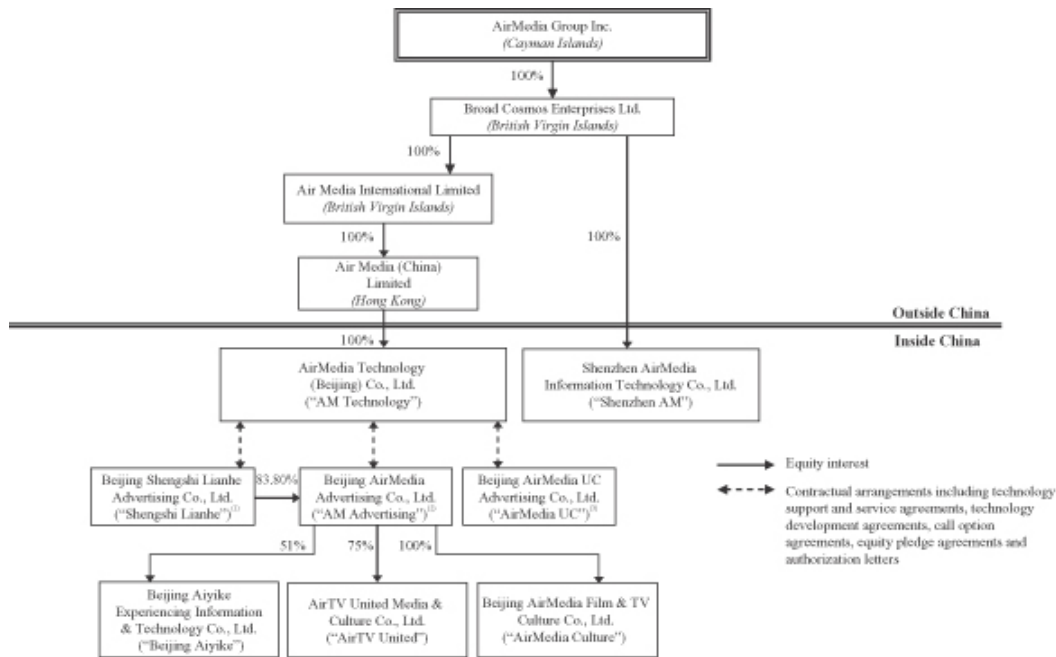 AirMedia Group Inc.
(Cayman Islands)
100%
Broad Cosmos Enterprises Ltd.
(British Virgin Islands)
100%
Air Media International Limited
(British Virgin Islands)
100%
100%
Air Media (China)
Limited
(Hong Kong)
Outside China
Inside China
100%
AirMedia Technology
(Beijing) Co., Ltd.
("AM Technology")
Shenzhen AirMedia
Information Technology Co., Ltd.
("Shenzhen AM")
Beijing Shengshi Lianhe
Advertising Co., Ltd.
("Shengshi Lianhe")
83.80%
Beijing AirMedia
Advertising Co., Ltd.
("AM Advertising")
Beijing AirMedia UC
Advertising Co., Ltd.
("AirMedia UC")
Equity interest
Contractual arrangements including technology
support and service agreements, technology
development agreements, call option
agreements, equity pledge agreements and
authorization letters
51%
75%
100%
Beijing Aiyike
Experiencing Information
& Technology Co., Ltd.
("Beijing Aiyike")
AirTV United Media &
Culture Co., Ltd.
("AirTV United")
Beijing AirMedia Film & TV
Culture Co., Ltd.
("AirMedia Culture")